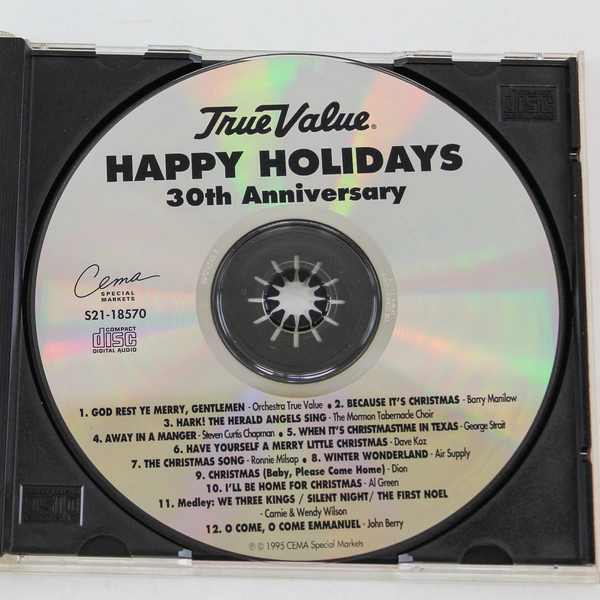 True Value®
HAPPY HOLIDAYS
30th Anniversary
Cema
SPECIAL
MARKETS
S21-18570
COMPACT
disc
DIGITAL AUDIO
1. GOD REST YE MERRY, GENTLEMEN - Orchestra True Value • 2. BECAUSE IT'S CHRISTMAS - Barry Manilow
3. HARK! THE HERALD ANGELS SING - The Mormon Tabernacle Choir
4. AWAY IN A MANGER - Steven Curtis Chapman • 5. WHEN IT'S CHRISTMASTIME IN TEXAS - George Strait
6. HAVE YOURSELF A MERRY LITTLE CHRISTMAS - Dave Koz
7. THE CHRISTMAS SONG - Ronnie Milsap • 8. WINTER WONDERLAND - Air Supply
9. CHRISTMAS (Baby, Please Come Home) - Dion
10. I'LL BE HOME FOR CHRISTMAS - Al Green
11. Medley: WE THREE KINGS / SILENT NIGHT/ THE FIRST NOEL
- Carnie & Wendy Wilson
12. O COME, O COME EMMANUEL - John Berry
℗ © 1995 CEMA Special Markets
COMPACT
disc